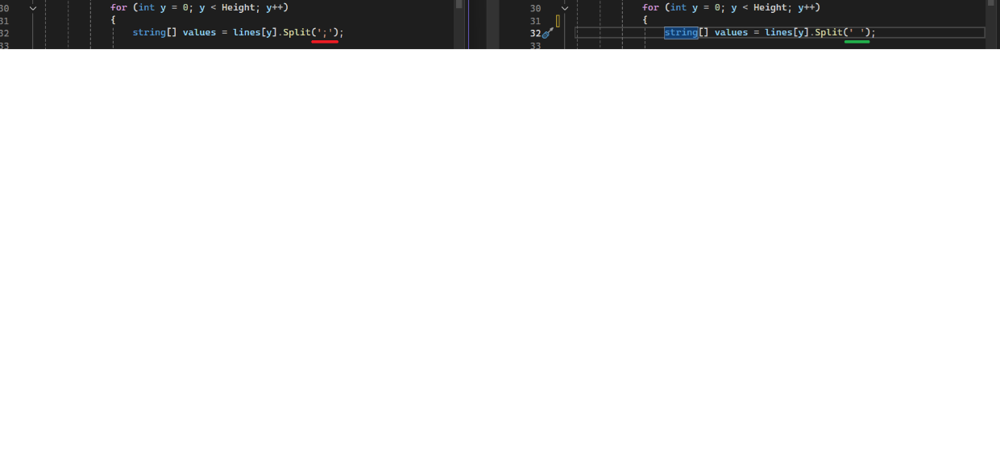 30 for (int y = 0; y < Height; y++)
31 {
32 string[] values = lines[y].Split(';');
33
30 for (int y = 0; y < Height; y++)
31 {
32 string[] values = lines[y].Split(' ');
33